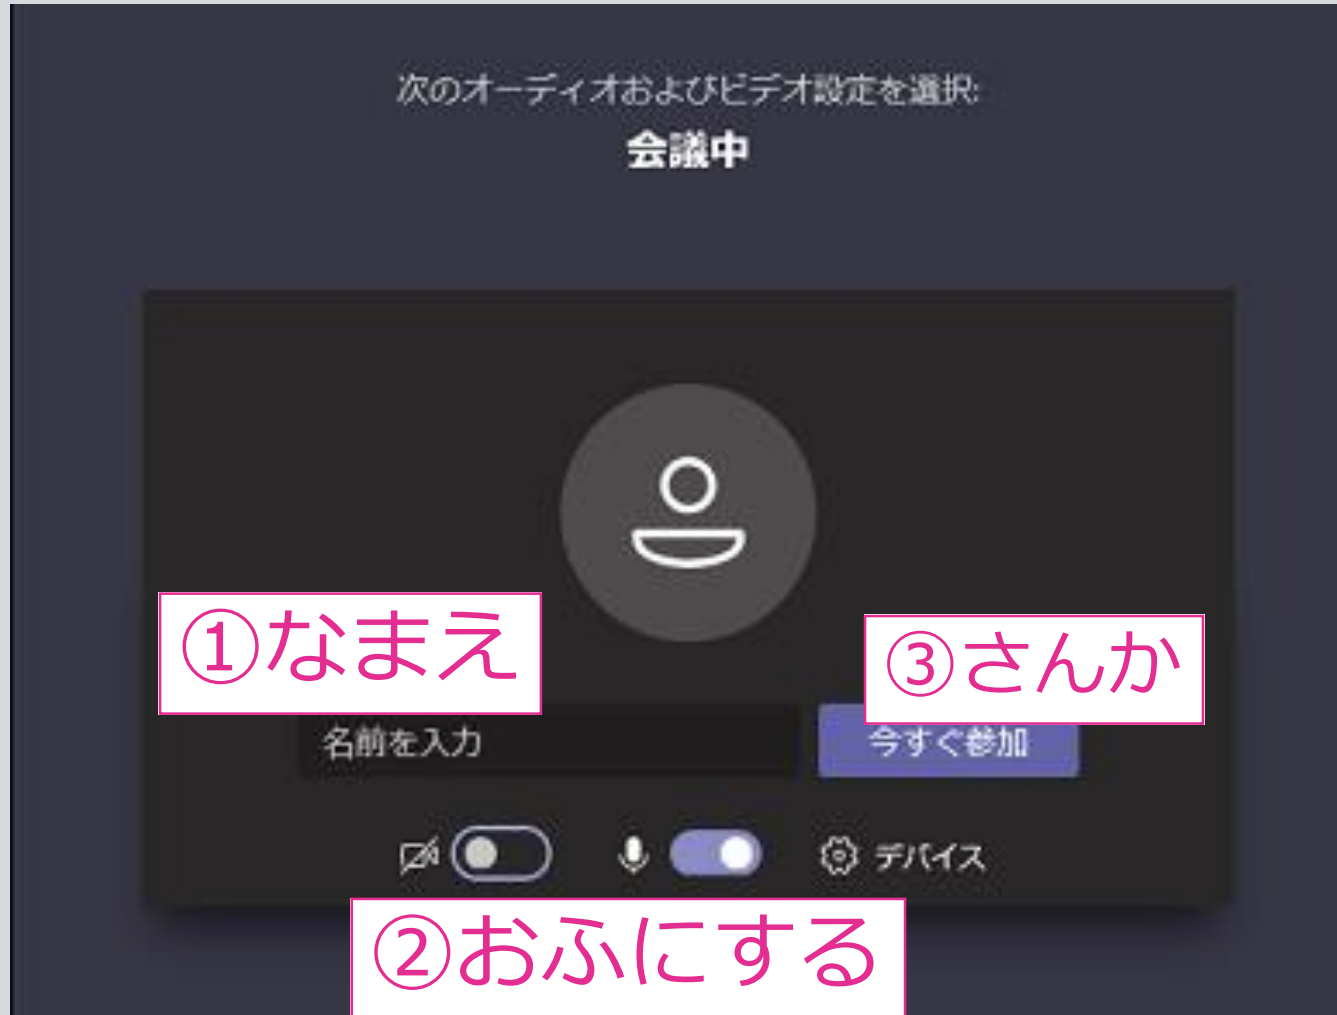 次のオーディオおよびビデオ設定を選択:
会議中
①なまえ
③さんか
名前を入力
今すぐ参加
デバイス
②おふにする